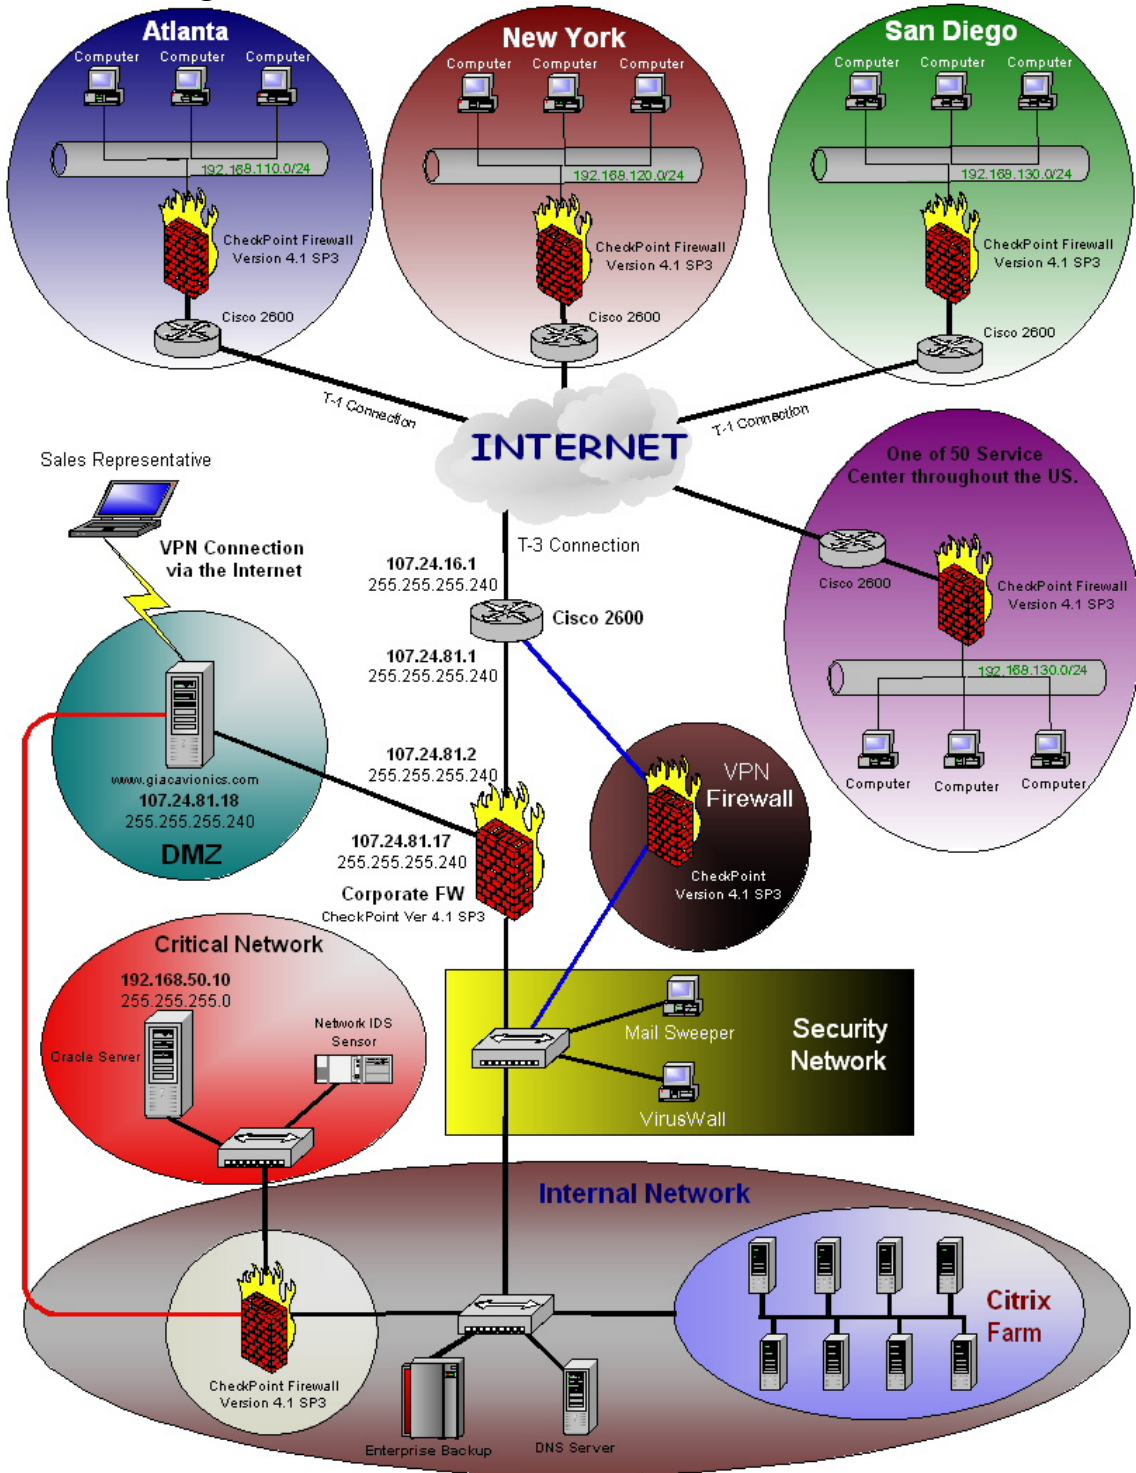 Atlanta
Computer
Computer
Computer
192.168.110.0/24
CheckPoint Firewall
Version 4.1 SP3
Cisco 2600
T-1 Connection
New York
Computer
Computer
Computer
192.168.120.0/24
CheckPoint Firewall
Version 4.1 SP3
Cisco 2600
San Diego
Computer
Computer
Computer
192.168.130.0/24
CheckPoint Firewall
Version 4.1 SP3
Cisco 2600
T-1 Connection
INTERNET
One of 50 Service
Center throughout the US.
Cisco 2600
CheckPoint Firewall
Version 4.1 SP3
192.168.130.0/24
Computer
Computer
Computer
Sales Representative
VPN Connection
via the Internet
T-3 Connection
107.24.16.1
255.255.255.240
Cisco 2600
107.24.81.1
255.255.255.240
107.24.81.2
255.255.255.240
www.giacavionics.com
107.24.81.18
255.255.255.240
DMZ
107.24.81.17
255.255.255.240
Corporate FW
CheckPoint Ver 4.1 SP3
VPN
Firewall
CheckPoint
Version 4.1 SP3
Critical Network
192.168.50.10
255.255.255.0
Oracle Server
Network IDS
Sensor
Mail Sweeper
VirusWall
Security
Network
Internal Network
CheckPoint Firewall
Version 4.1 SP3
Enterprise Backup
DNS Server
Citrix
Farm